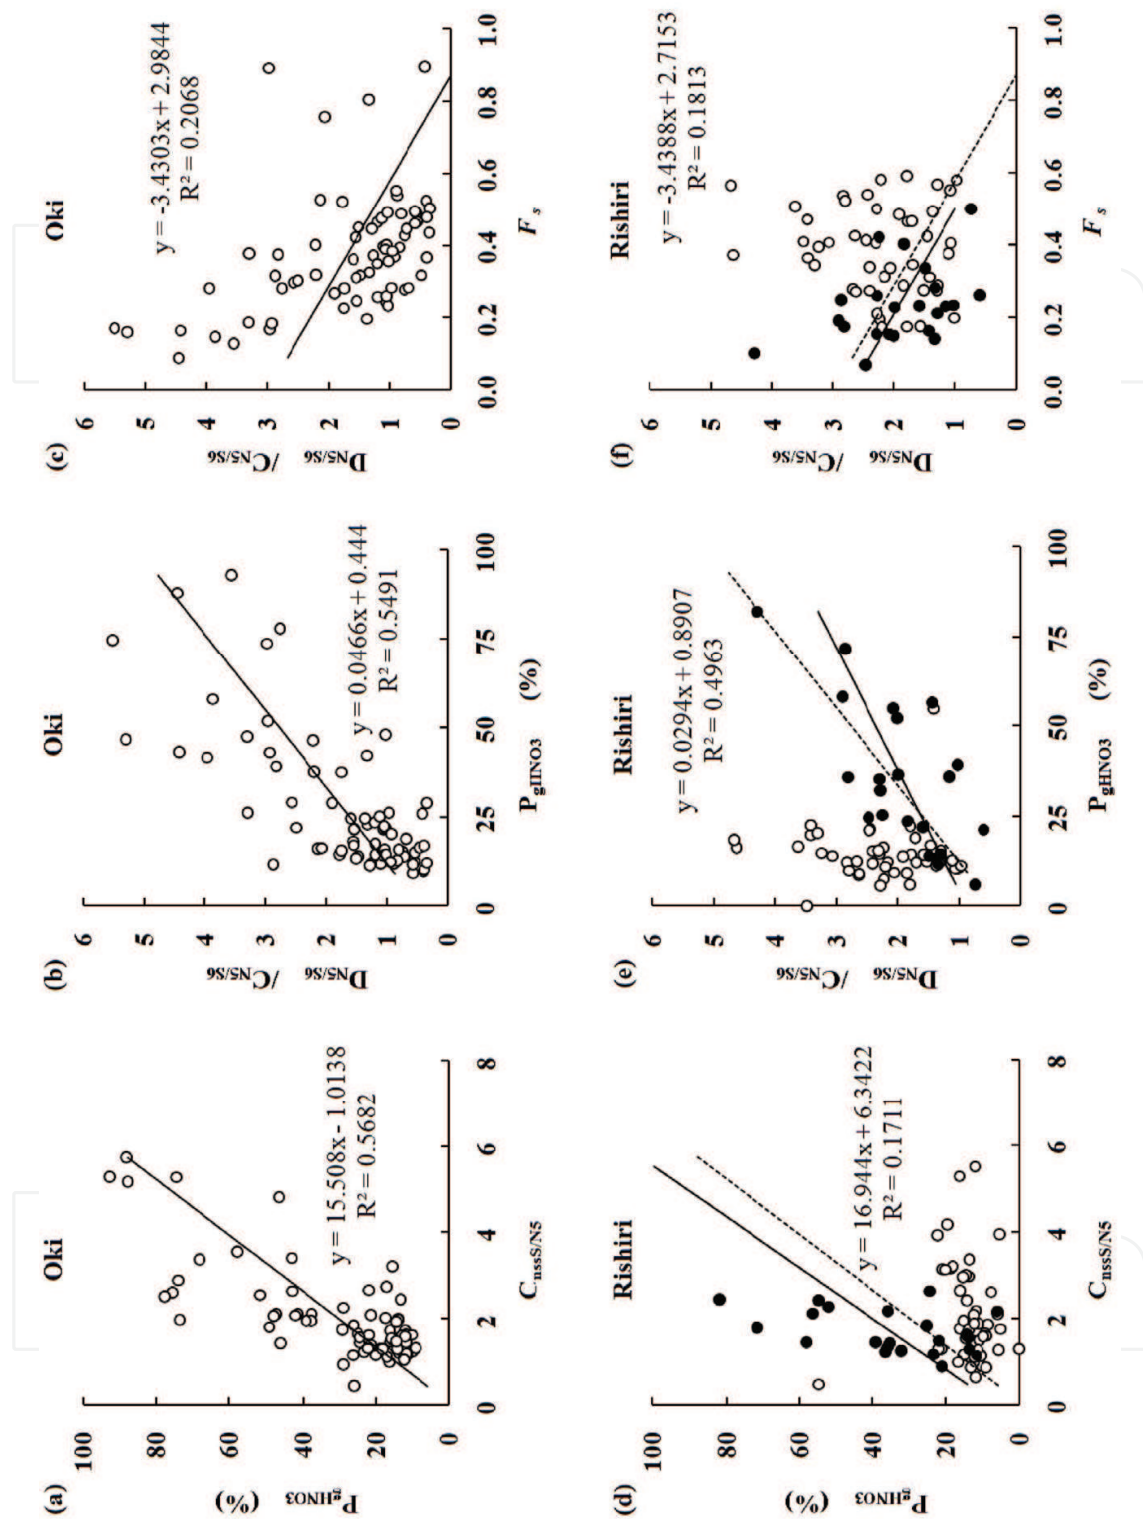 (a)
Oki
y = 15.508x - 1.0138
R² = 0.5682
PgHNO3
(%)
100
80
60
40
20
0
0
2
4
6
8
CnssS/N5
(b)
Oki
y = 0.0466x + 0.444
R² = 0.5491
DN5/S6
/CN5/S6
6
5
4
3
2
1
0
0
25
50
75
100
PgHNO3 (%)
(c)
Oki
y = -3.4303x + 2.9844
R² = 0.2068
DN5/S6
/CN5/S6
6
5
4
3
2
1
0
0.0
0.2
0.4
0.6
0.8
1.0
Fs
(d)
Rishiri
y = 16.944x + 6.3422
R² = 0.1711
PgHNO3
(%)
100
80
60
40
20
0
0
2
4
6
8
CnssS/N5
(e)
Rishiri
y = 0.0294x + 0.8907
R² = 0.4963
DN5/S6
/CN5/S6
6
5
4
3
2
1
0
0
25
50
75
100
PgHNO3 (%)
(f)
Rishiri
y = -3.4388x + 2.7153
R² = 0.1813
DN5/S6
/CN5/S6
6
5
4
3
2
1
0
0.0
0.2
0.4
0.6
0.8
1.0
Fs